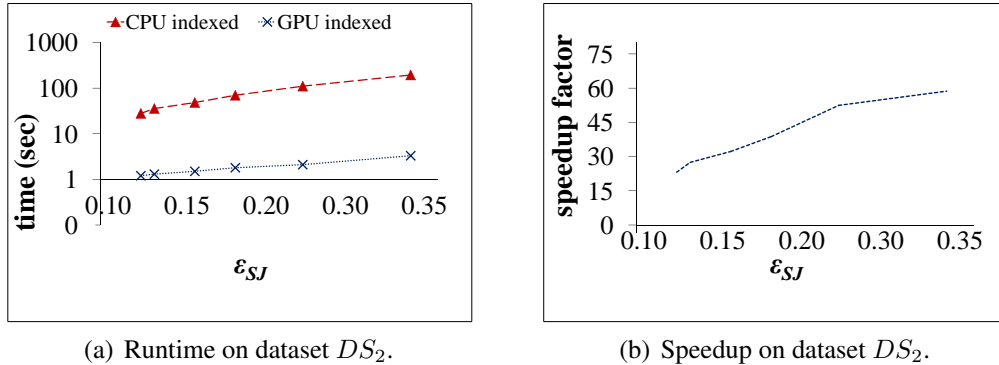 CPU indexed
GPU indexed
1000
100
10
1
0
time (sec)
0.10 0.15 0.20 0.30 0.35
ε_SJ
(a) Runtime on dataset DS_2.
75
60
45
30
15
0
speedup factor
0.10 0.15 0.20 0.30 0.35
ε_SJ
(b) Speedup on dataset DS_2.